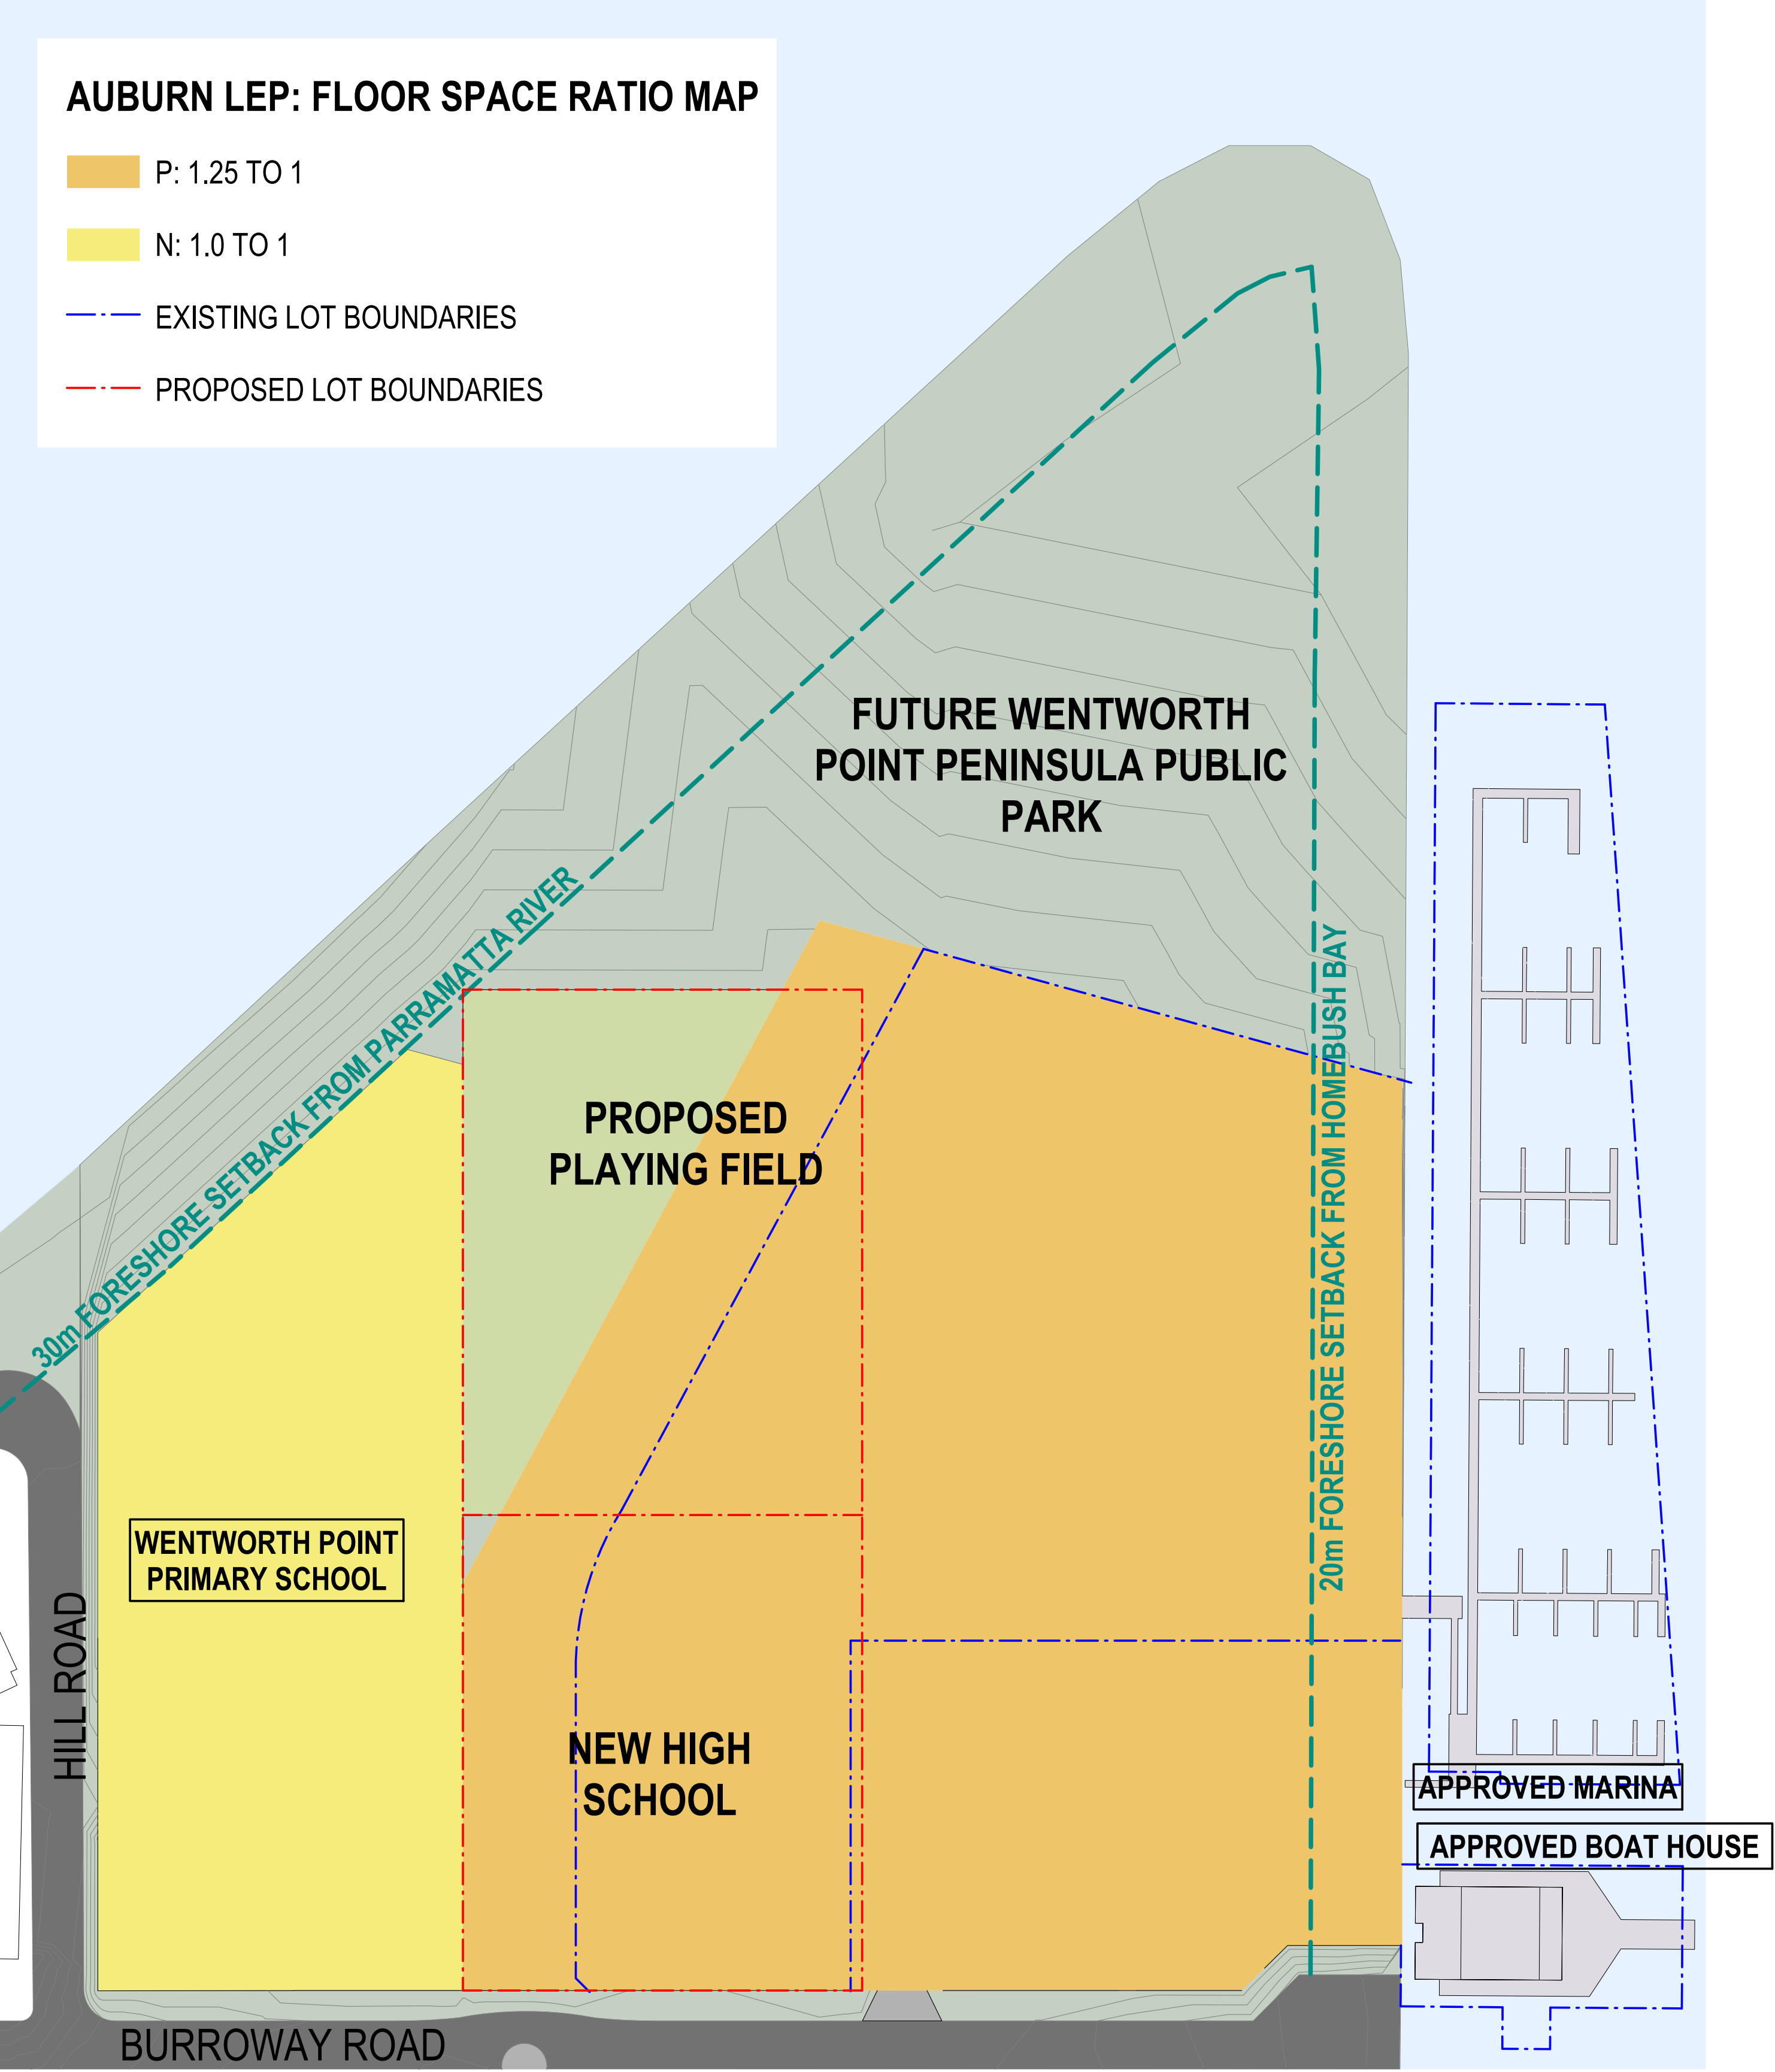 AUBURN LEP: FLOOR SPACE RATIO MAP
P: 1.25 TO 1
N: 1.0 TO 1
EXISTING LOT BOUNDARIES
PROPOSED LOT BOUNDARIES
FUTURE WENTWORTH
POINT PENINSULA PUBLIC
PARK
30m FORESHORE SETBACK FROM PARRAMATTA RIVER
20m FORESHORE SETBACK FROM HOMEBUSH BAY
PROPOSED
PLAYING FIELD
WENTWORTH POINT
PRIMARY SCHOOL
HILL ROAD
NEW HIGH
SCHOOL
APPROVED MARINA
APPROVED BOAT HOUSE
BURROWAY ROAD